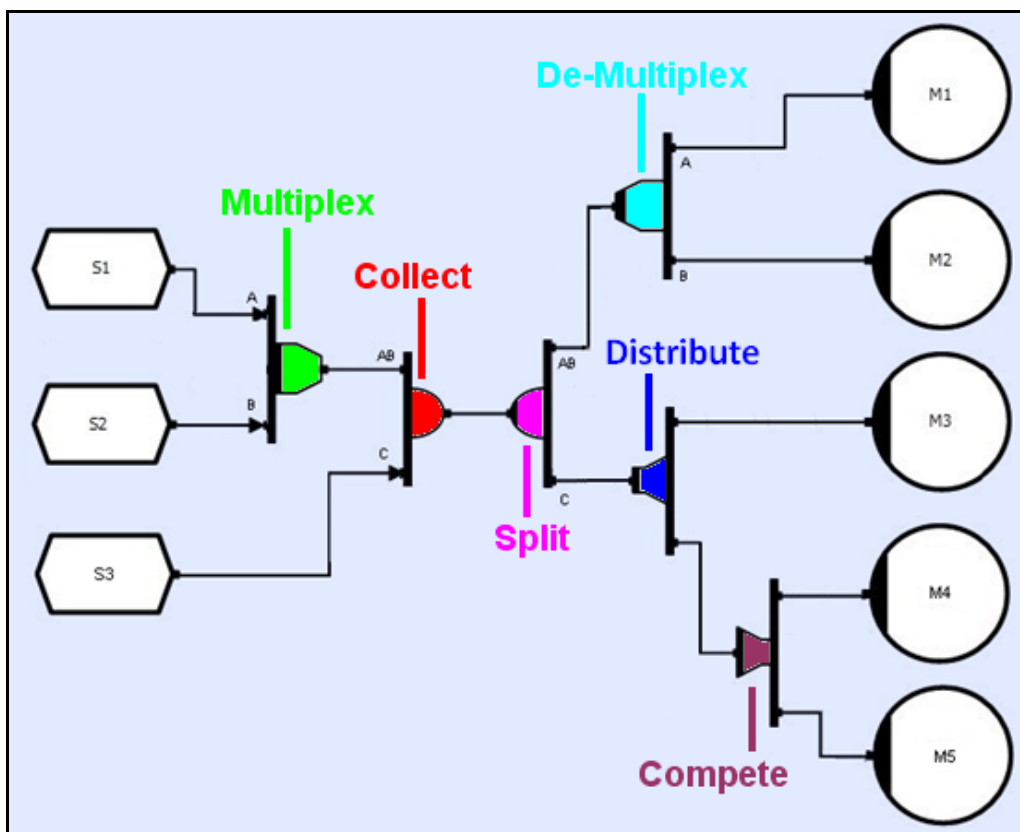 De-Multiplex
M1
A
Multiplex
M2
S1
Collect
B
A
AB
AB
Distribute
B
M3
S2
C
C
Split
S3
M4
M5
Compete